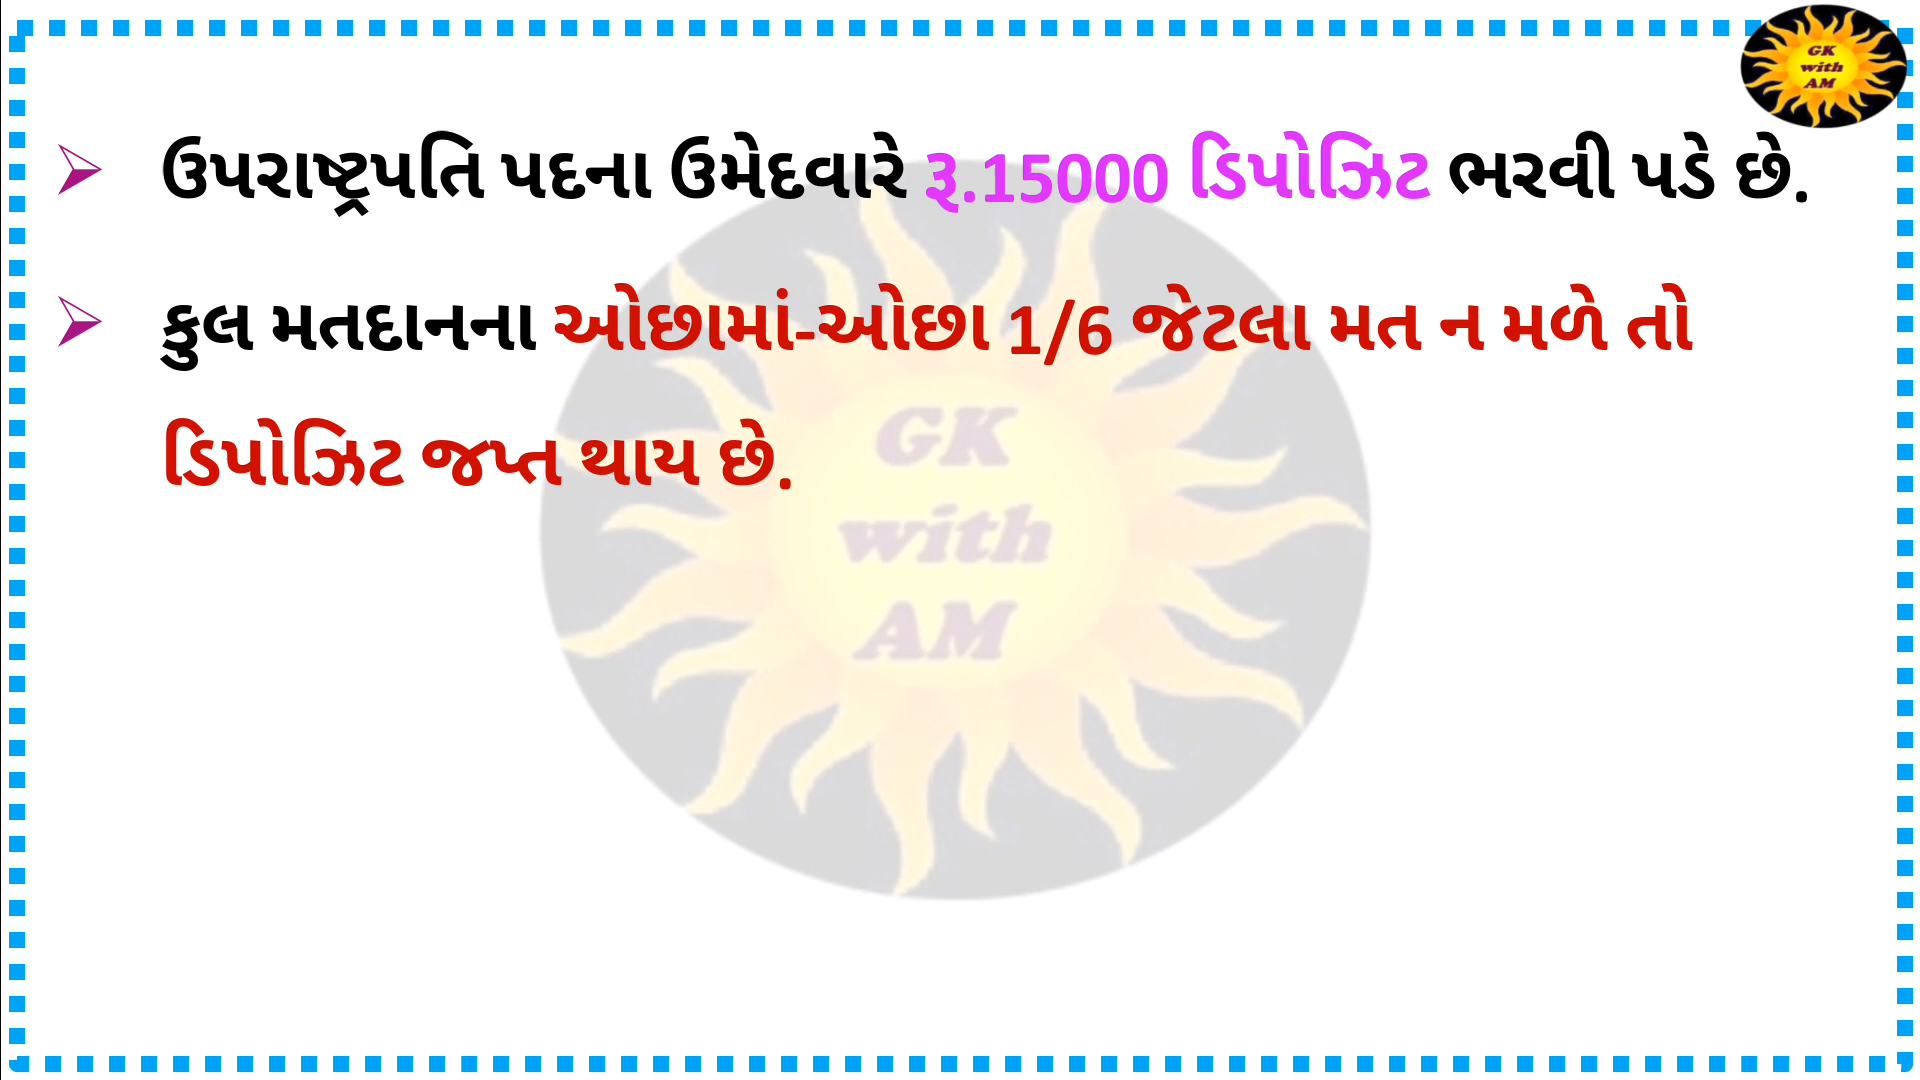 GK
with
AM
ઉપરાષ્ટ્રપતિ પદના ઉમેદવારે રૂ.15000 ડિપોઝિટ ભરવી પડે છે.
કુલ મતદાનના ઓછામાં-ઓછા 1/6 જેટલા મત ન મળે તો
ડિપોઝિટ જપ્ત થાય છે.
GK
with
AM